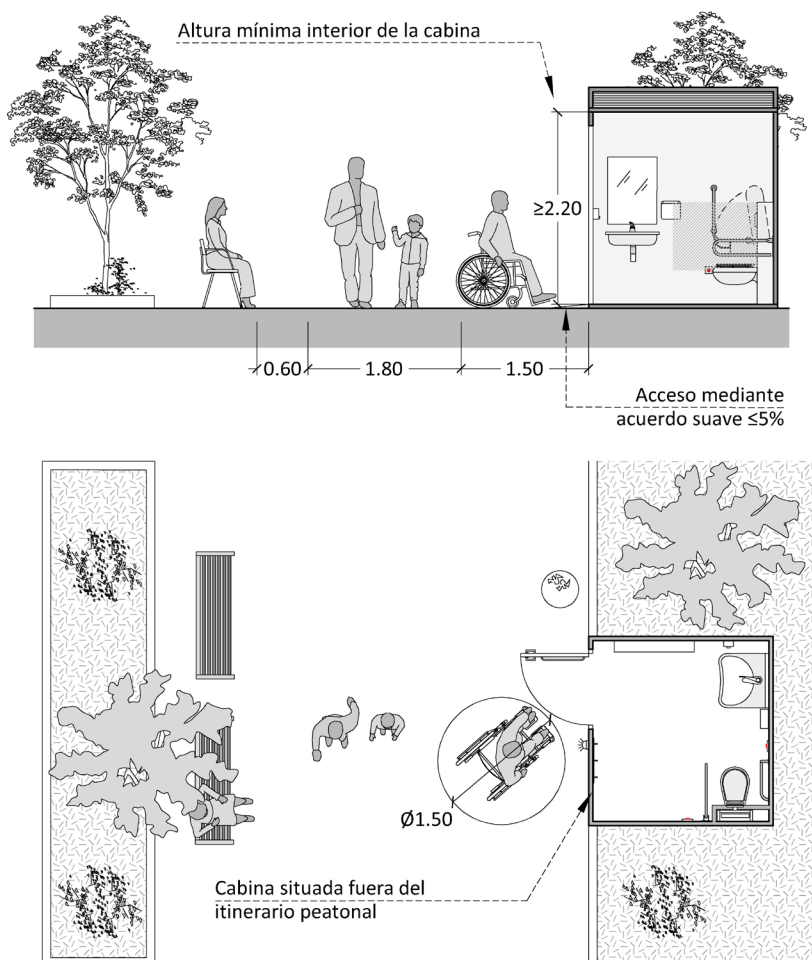 Altura mínima interior de la cabina
≥2.20
0.60
1.80
1.50
Acceso mediante
acuerdo suave ≤5%
Ø1.50
Cabina situada fuera del
itinerario peatonal